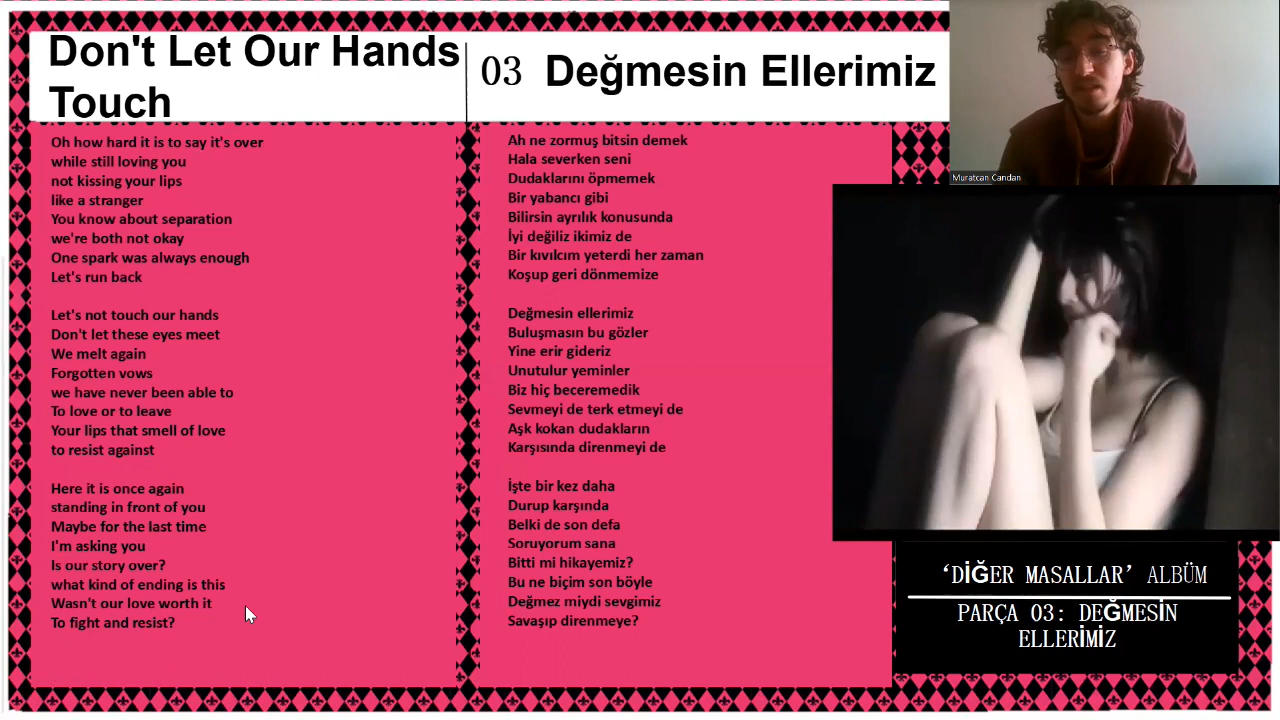 Don't Let Our Hands
Touch
03 Değmesin Ellerimiz
Oh how hard it is to say it's over
while still loving you
not kissing your lips
like a stranger
You know about separation
we're both not okay
One spark was always enough
Let's run back
Let's not touch our hands
Don't let these eyes meet
We melt again
Forgotten vows
we have never been able to
To love or to leave
Your lips that smell of love
to resist against
Here it is once again
standing in front of you
Maybe for the last time
I'm asking you
Is our story over?
what kind of ending is this
Wasn't our love worth it
To fight and resist?
Ah ne zormuş bitsin demek
Hala severken seni
Dudaklarını öpmemek
Bir yabancı gibi
Bilirsin ayrılık konusunda
İyi değiliz ikimiz de
Bir kıvılcım yeterdi her zaman
Koşup geri dönmemize
Değmesin ellerimiz
Buluşmasın bu gözler
Yine erir gideriz
Unutulur yeminler
Biz hiç beceremedik
Sevmeyi de terk etmeyi de
Aşk kokan dudakların
Karşısında direnmeyi de
İşte bir kez daha
Durup karşında
Belki de son defa
Soruyorum sana
Bitti mi hikayemiz?
Bu ne biçim son böyle
Değmez miydi sevgimiz
Savaşıp direnmeye?
Muratcan Candan
‘DİĞER MASALLAR’ ALBÜM
PARÇA 03: DEĞMESİN
ELLERİMİZ